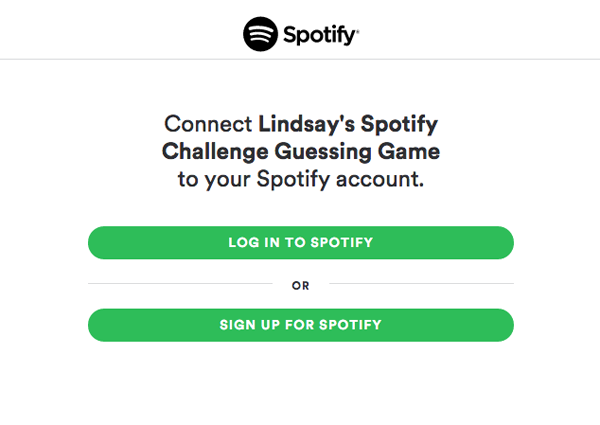 Spotify®
Connect Lindsay's Spotify
Challenge Guessing Game
to your Spotify account.
LOG IN TO SPOTIFY
OR
SIGN UP FOR SPOTIFY